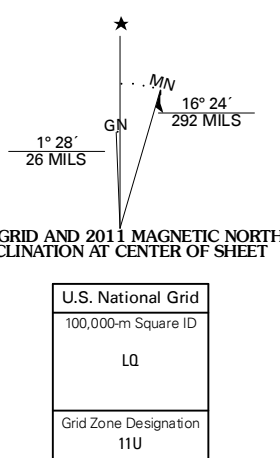 MN
GN
16° 24´
292 MILS
1° 28´
26 MILS
GRID AND 2011 MAGNETIC NORTH
CLINATION AT CENTER OF SHEET
U.S. National Grid
100,000-m Square ID
LQ
Grid Zone Designation
11U